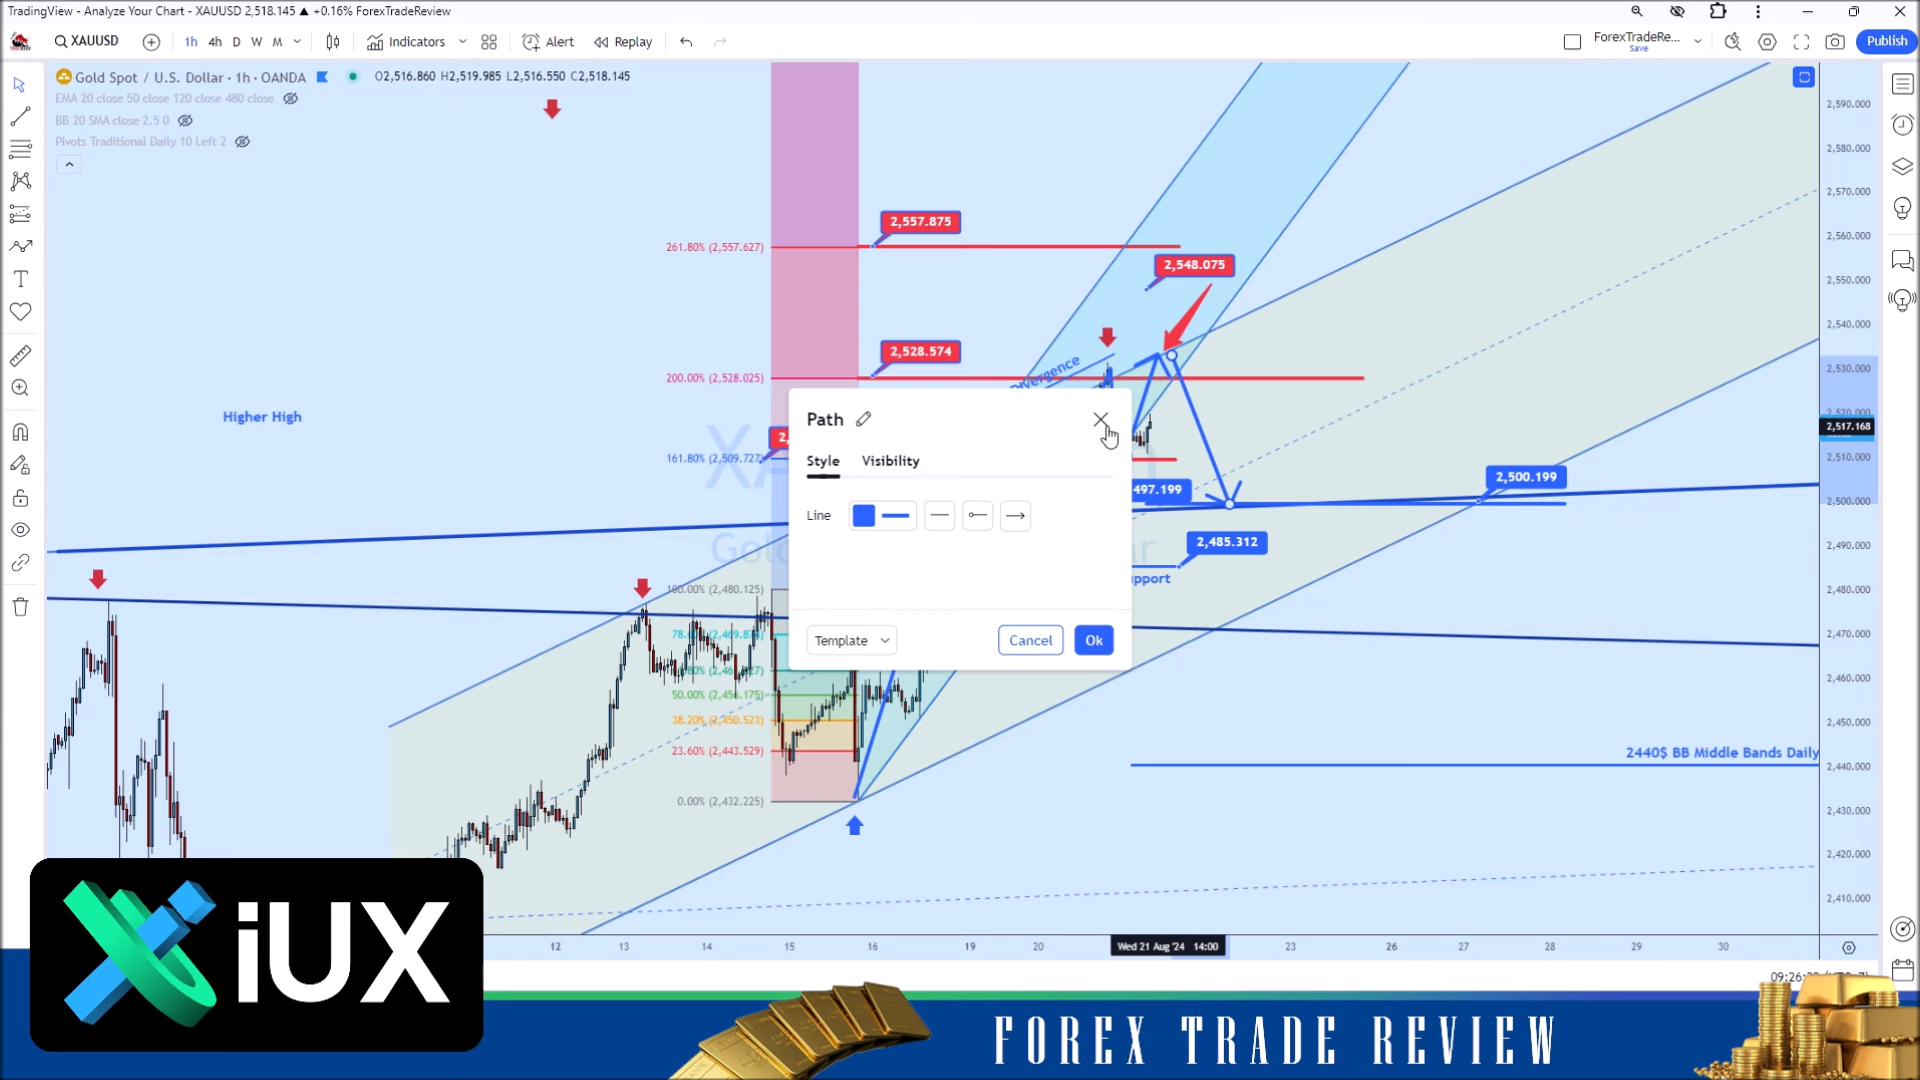 TradingView - Analyze Your Chart - XAUUSD 2,518.145 ▲ +0.16% ForexTradeReview
XAUUSD 1h 4h D W M Indicators Alert Replay ForexTradeRe... Save Publish
Gold Spot / U.S. Dollar · 1h · OANDA O2,516.860 H2,519.985 L2,516.550 C2,518.145
EMA 20 close 50 close 120 close 480 close
BB 20 SMA close 2.5 0
Pivots Traditional Daily 10 Left 2
2,590.000
2,580.000
2,570.000
2,560.000
2,550.000
2,540.000
2,530.000
2,520.000
2,517.168
2,510.000
2,500.000
2,490.000
2,480.000
2,470.000
2,460.000
2,450.000
2,440.000
2,430.000
2,420.000
2,410.000
2,557.875
261.80% (2,557.627)
2,548.075
2,528.574
200.00% (2,528.025)
Higher High
161.80% (2,509.727)
Path
Style Visibility
Line
Template Cancel Ok
497.199
2,500.199
2,485.312
pport
100.00% (2,480.125)
50.00% (2,456.175)
38.20% (2,450.523)
23.60% (2,443.529)
0.00% (2,432.225)
2440$ BB Middle Bands Daily
12 13 14 15 16 19 20 Wed 21 Aug '24 14:00 23 26 27 28 29 30
iUX
FOREX TRADE REVIEW